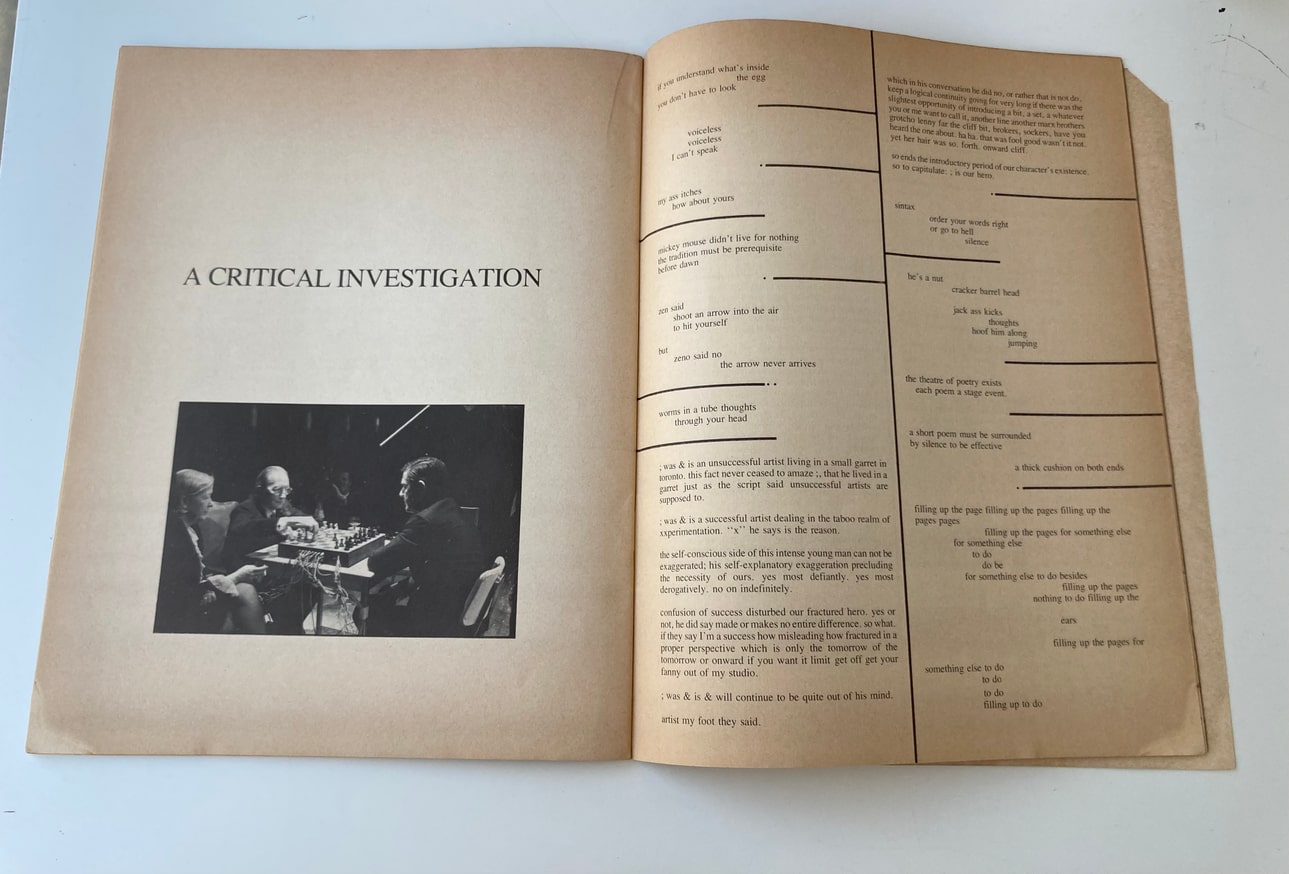 A CRITICAL INVESTIGATION
if you understand what's inside
the egg
you don't have to look
voiceless
voiceless
I can't speak
my ass itches
how about yours
mickey mouse didn't live for nothing
the tradition must be prerequisite
before dawn
zen said
shoot an arrow into the air
to hit yourself
but
zeno said no
the arrow never arrives
worms in a tube thoughts
through your head
; was & is an unsuccessful artist living in a small garret in
toronto. this fact never ceased to amaze ;, that he lived in a
garret just as the script said unsuccessful artists are
supposed to.
; was & is a successful artist dealing in the taboo realm of
xxperimentation. "x" he says is the reason.
the self-conscious side of this intense young man can not be
exaggerated; his self-explanatory exaggeration precluding
the necessity of ours. yes most defiantly. yes most
derogatively. no on indefinitely.
confusion of success disturbed our fractured hero. yes or
not, he did say made or makes no entire difference. so what.
if they say I'm a success how misleading how fractured in a
proper perspective which is only the tomorrow of the
tomorrow or onward if you want it limit get off get your
fanny out of my studio.
; was & is & will continue to be quite out of his mind.
artist my foot they said.
which in his conversation he did no, or rather that is not do,
keep a logical continuity going for very long if there was the
slightest opportunity of introducing a bit, a set, a whatever
you or me want to call it, another line another marx brothers
grotcho lenny far the cliff bit, brokers, sockers, have you
heard the one about. ha ha. that was fool good wasn't it not.
yet her hair was so. forth. onward cliff.
so ends the introductory period of our character's existence.
so to capitulate: ; is our hero.
sintax
order your words right
or go to hell
silence
he's a nut
cracker barrel head
jack ass kicks
thoughts
hoof him along
jumping
the theatre of poetry exists
each poem a stage event.
a short poem must be surrounded
by silence to be effective
a thick cushion on both ends
filling up the page filling up the pages filling up the
pages pages
filling up the pages for something else
for something else
to do
do be
for something else to do besides
filling up the pages
nothing to do filling up the
ears
filling up the pages for
something else to do
to do
to do
filling up to do